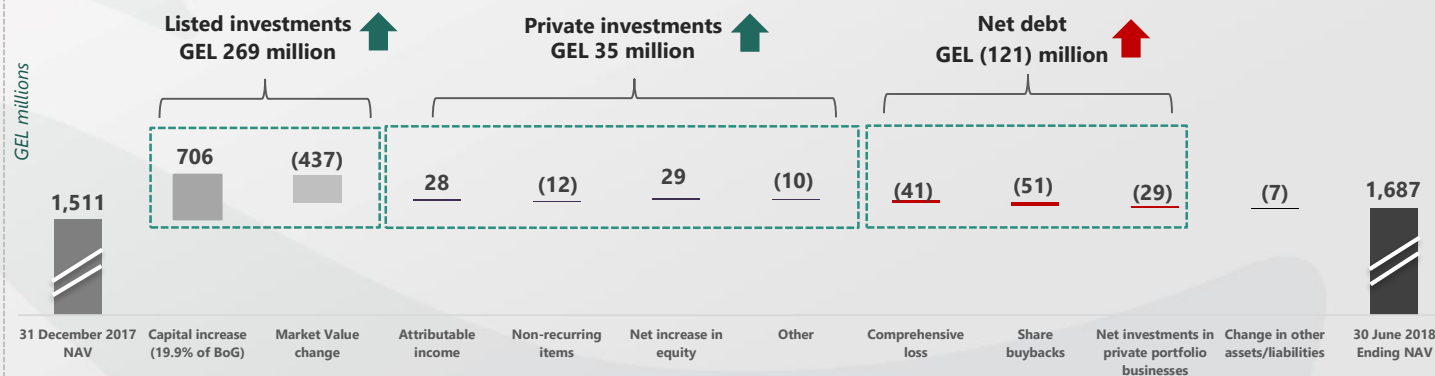 Listed investments
GEL 269 million
Private investments
GEL 35 million
Net debt
GEL (121) million
GEL millions
1,511
706
(437)
28
(12)
29
(10)
(41)
(51)
(29)
(7)
1,687
31 December 2017
NAV
Capital increase
(19.9% of BoG)
Market Value
change
Attributable
income
Non-recurring
items
Net increase in
equity
Other
Comprehensive
loss
Share
buybacks
Net investments in
private portfolio
businesses
Change in other
assets/liabilities
30 June 2018
Ending NAV